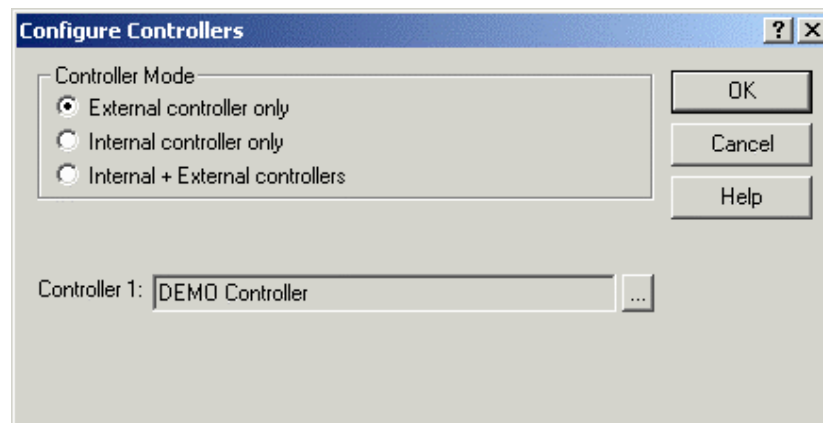 Configure Controllers
Controller Mode
External controller only
Internal controller only
Internal + External controllers
OK
Cancel
Help
Controller 1: DEMO Controller ...